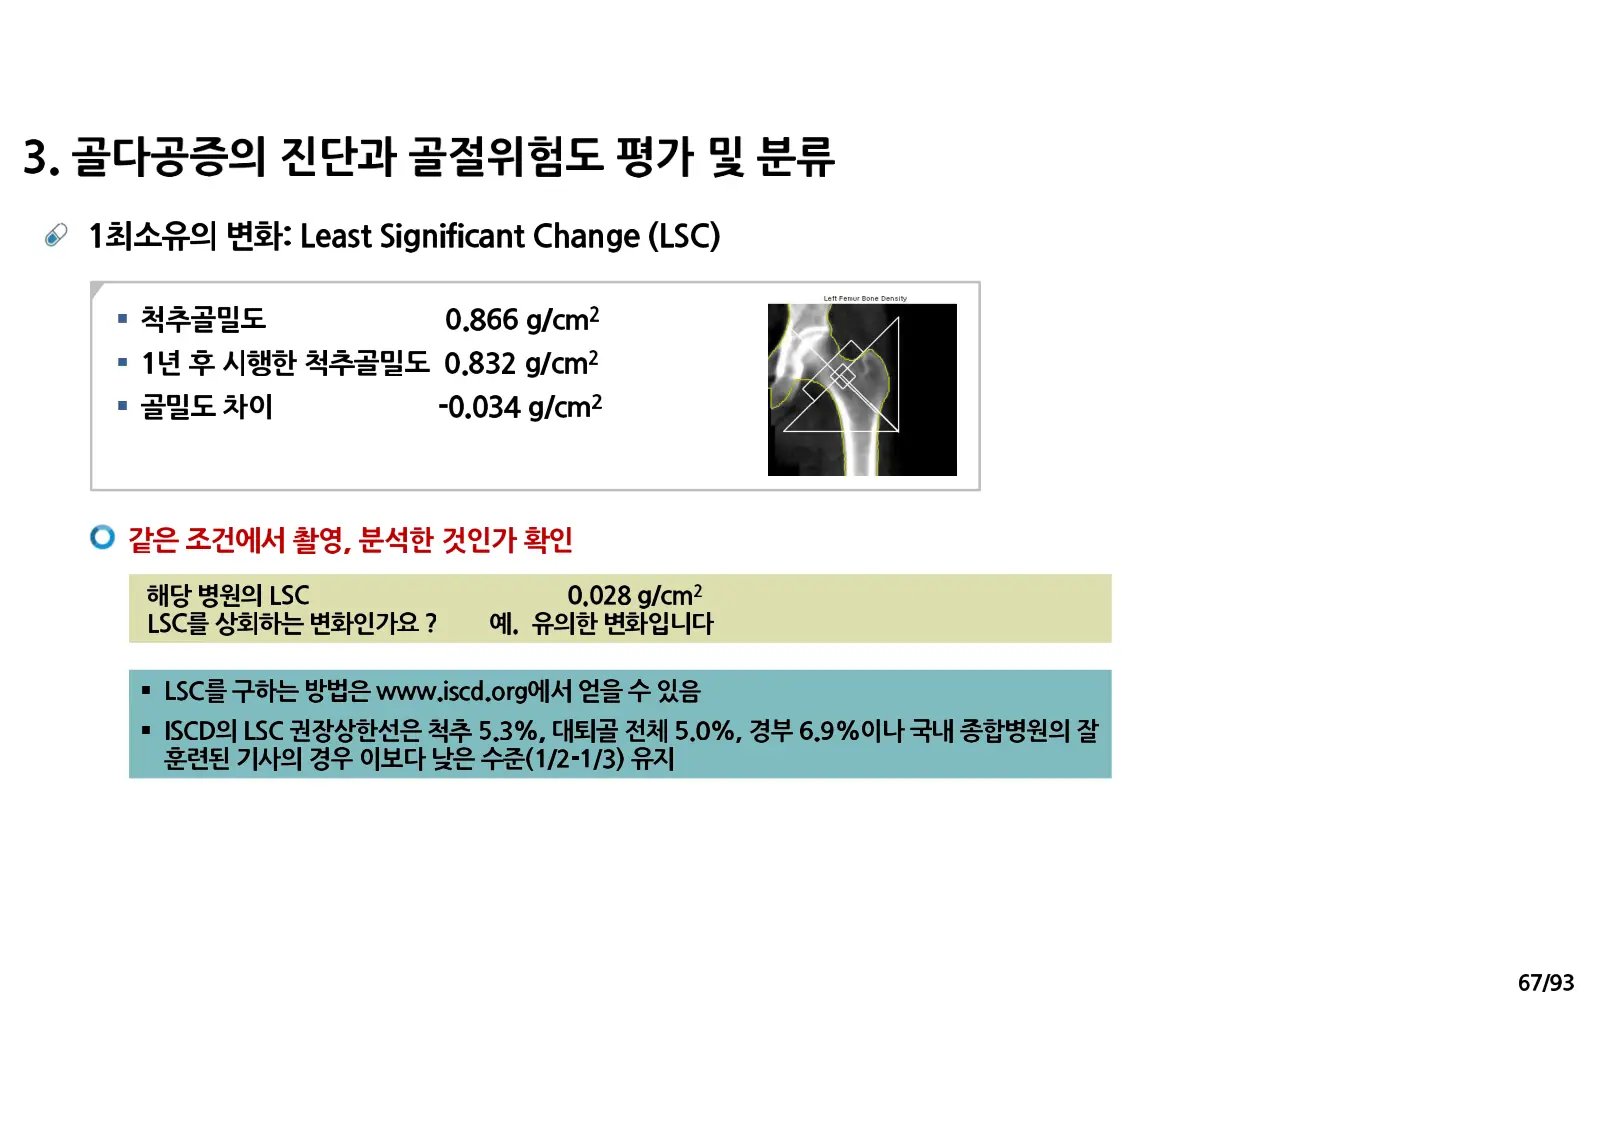 3. 골다공증의 진단과 골절위험도 평가 및 분류
1최소유의 변화: Least Significant Change (LSC)
Left Femur Bone Density
▪ 척추골밀도 0.866 g/cm²
▪ 1년 후 시행한 척추골밀도 0.832 g/cm²
▪ 골밀도 차이 -0.034 g/cm²
같은 조건에서 촬영, 분석한 것인가 확인
해당 병원의 LSC 0.028 g/cm²
LSC를 상회하는 변화인가요 ? 예. 유의한 변화입니다
▪ LSC를 구하는 방법은 www.iscd.org에서 얻을 수 있음
▪ ISCD의 LSC 권장상한선은 척추 5.3%, 대퇴골 전체 5.0%, 경부 6.9%이나 국내 종합병원의 잘
훈련된 기사의 경우 이보다 낮은 수준(1/2-1/3) 유지
67/93